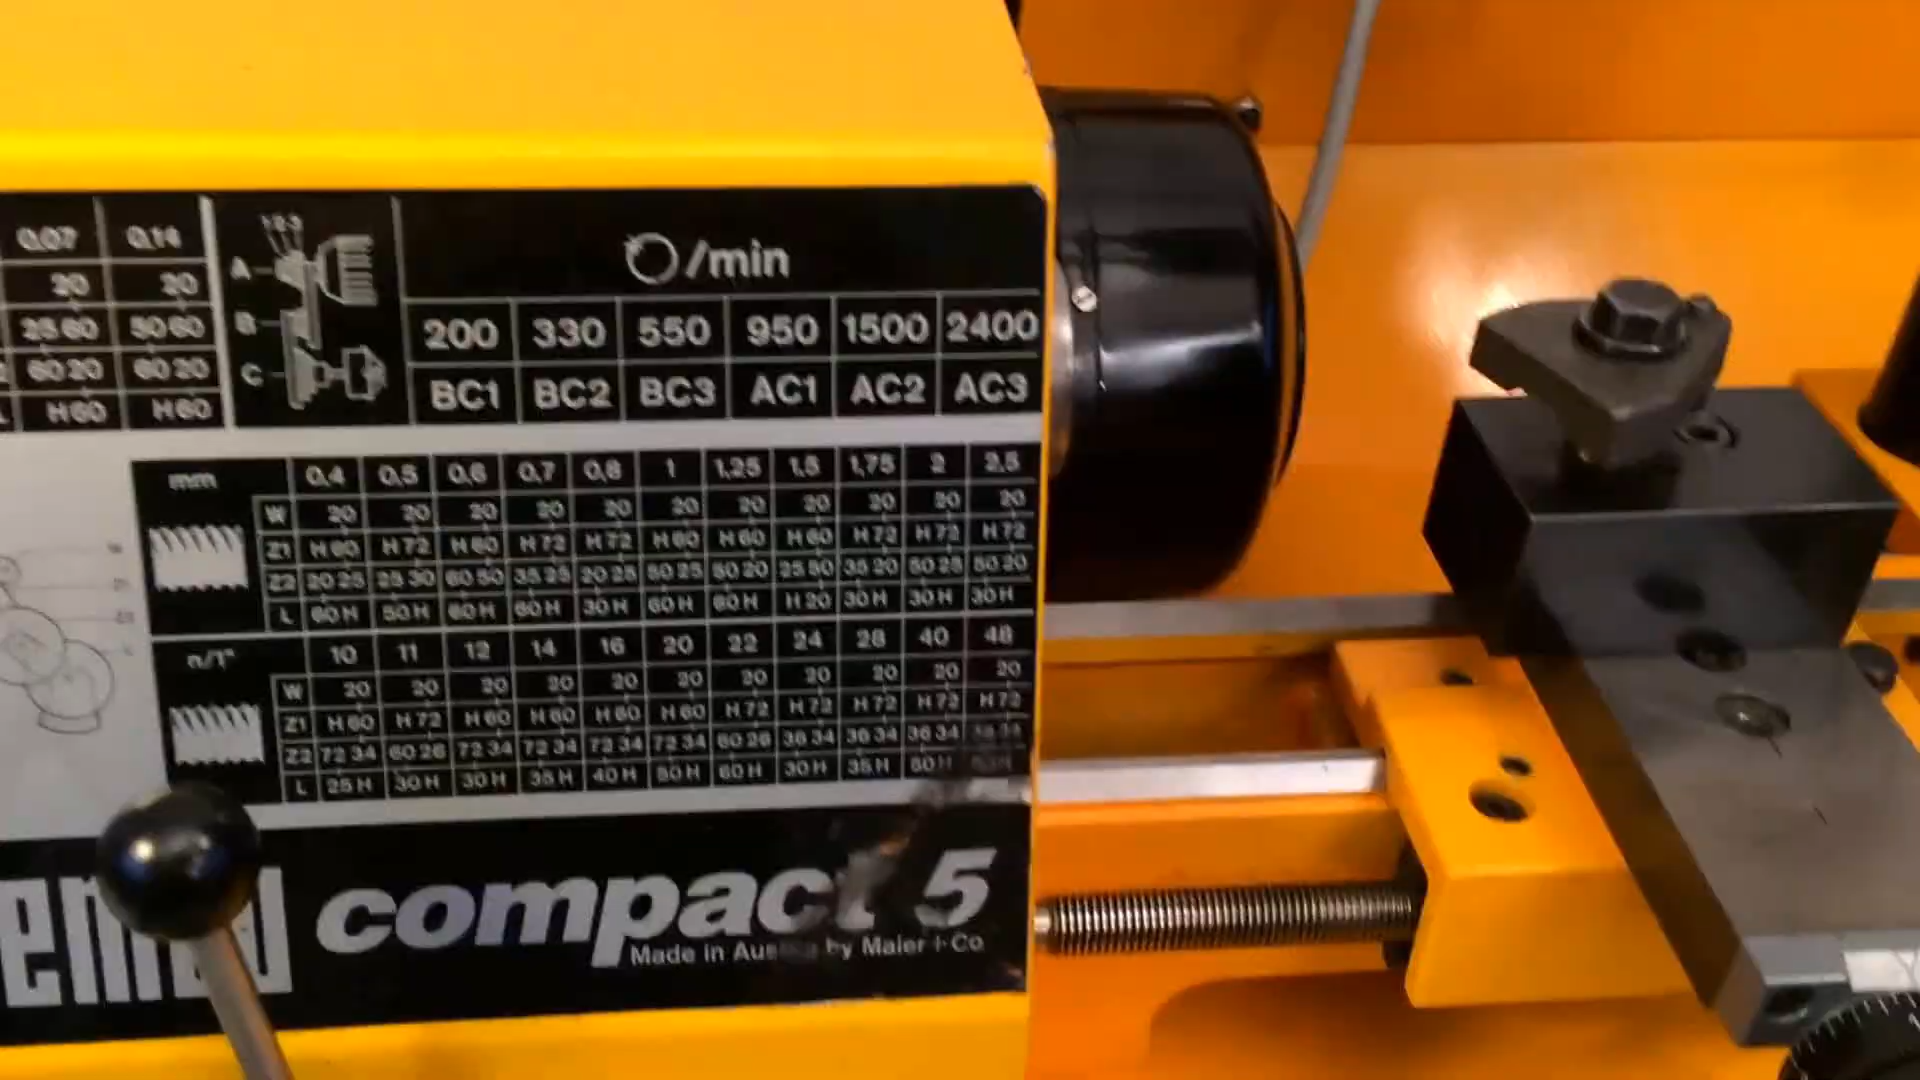 0,07 0,14
20 20
25 60 50 60
60 20 60 20
H 60 H 60
1 2 3
A
B
C
/min
200 330 550 950 1500 2400
BC1 BC2 BC3 AC1 AC2 AC3
mm 0,4 0,5 0,6 0,7 0,8 1 1,25 1,5 1,75 2 2,5
W 20 20 20 20 20 20 20 20 20 20 20
Z1 H 60 H 72 H 60 H 72 H 72 H 60 H 60 H 60 H 72 H 72 H 72
Z2 20 25 25 30 60 50 35 25 20 25 50 25 50 20 25 50 35 20 50 25 50 20
L 60 H 50 H 60 H 60 H 30 H 60 H 60 H H 20 30 H 30 H 30 H
n/1" 10 11 12 14 16 20 22 24 28 40 48
W 20 20 20 20 20 20 20 20 20 20 20
Z1 H 60 H 72 H 60 H 60 H 60 H 60 H 72 H 72 H 72 H 72 H 72
Z2 72 34 60 26 72 34 72 34 72 34 72 34 60 26 36 34 36 34 36 34
L 25 H 30 H 30 H 35 H 40 H 50 H 60 H 30 H 35 H 50 H
compact 5
Made in by Maier + Co